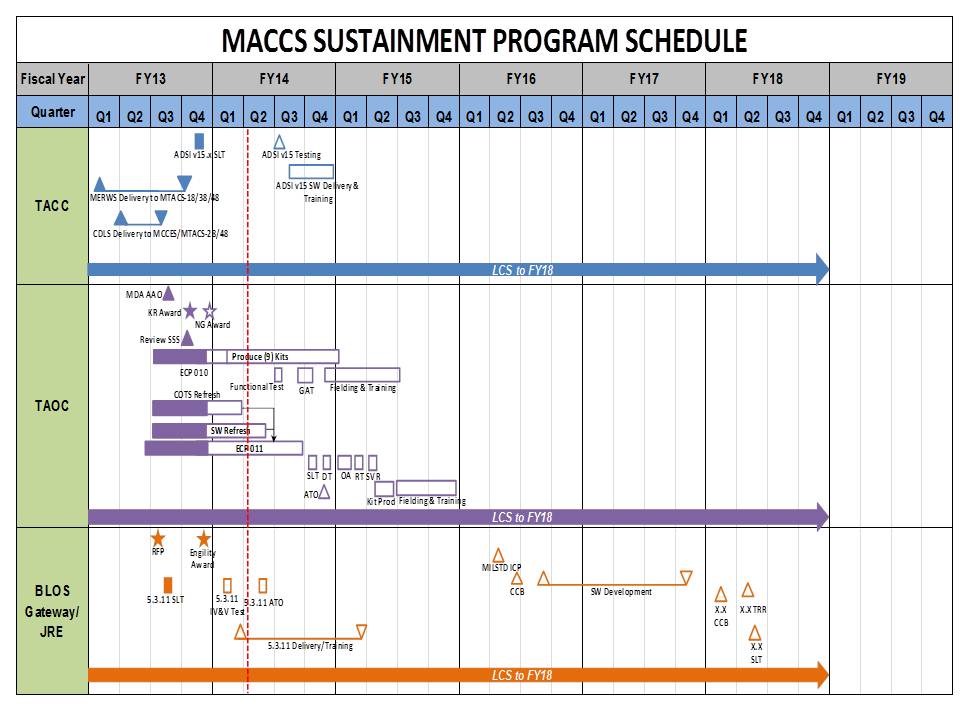 MACCS SUSTAINMENT PROGRAM SCHEDULE
Fiscal Year FY13 FY14 FY15 FY16 FY17 FY18 FY19
Quarter Q1 Q2 Q3 Q4 Q1 Q2 Q3 Q4 Q1 Q2 Q3 Q4 Q1 Q2 Q3 Q4 Q1 Q2 Q3 Q4 Q1 Q2 Q3 Q4 Q1 Q2 Q3 Q4
TACC
ADSI v15.x SLT
ADSI v15 Testing
ADSI v15 SW Delivery &
Training
MERWS Delivery to MTACS-18/38/48
CDLS Delivery to MCCES/MTACS-28/48
LCS to FY18
TAOC
MDA AAO
KR Award
NG Award
Review SSS
Produce (9) Kits
ECP 010
Functional Test
GAT
Fielding & Training
COTS Refresh
SW Refresh
ECP 011
SLT DT OA RT SVR
ATO
Kit Prod
Fielding & Training
LCS to FY18
BLOS
Gateway/
JRE
RFP
Engility
Award
5.3.11 SLT
5.3.11
IV&V Test
5.3.11 ATO
5.3.11 Delivery/Training
MILSTD ICP
CCB
SW Development
X.X
CCB
X.X TRR
X.X
SLT
LCS to FY18